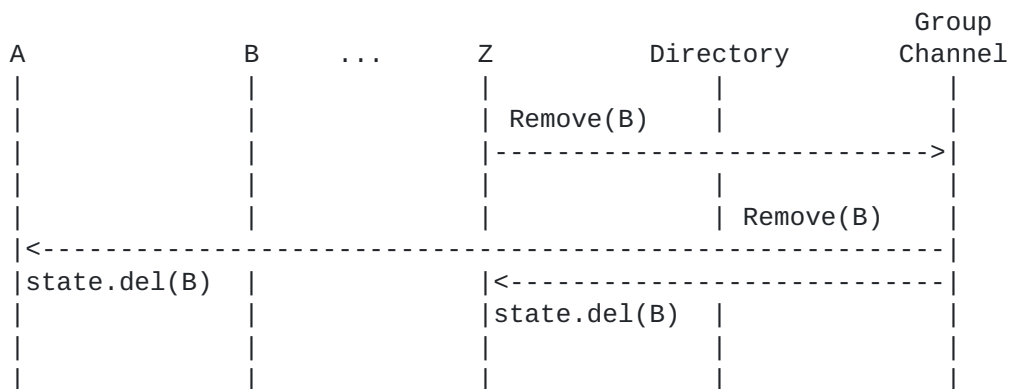 Group
A B ... Z Directory Channel
Remove(B)
Remove(B)
state.del(B)
state.del(B)